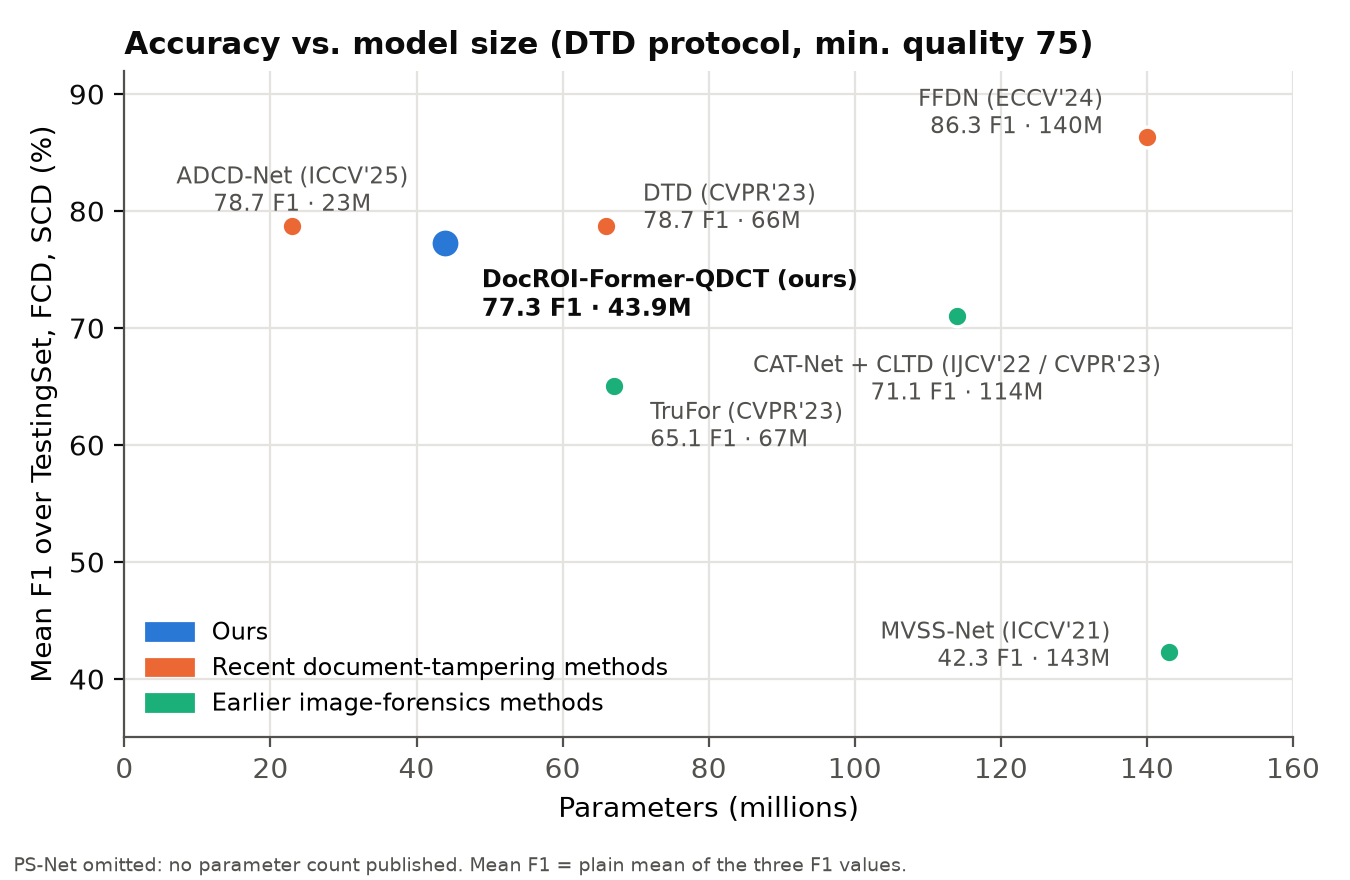 Accuracy vs. model size (DTD protocol, min. quality 75)
Mean F1 over TestingSet, FCD, SCD (%)
90
80
70
60
50
40
FFDN (ECCV'24)
86.3 F1 · 140M
ADCD-Net (ICCV'25)
78.7 F1 · 23M
DTD (CVPR'23)
78.7 F1 · 66M
DocROI-Former-QDCT (ours)
77.3 F1 · 43.9M
CAT-Net + CLTD (IJCV'22 / CVPR'23)
71.1 F1 · 114M
TruFor (CVPR'23)
65.1 F1 · 67M
MVSS-Net (ICCV'21)
42.3 F1 · 143M
Ours
Recent document-tampering methods
Earlier image-forensics methods
0 20 40 60 80 100 120 140 160
Parameters (millions)
PS-Net omitted: no parameter count published. Mean F1 = plain mean of the three F1 values.